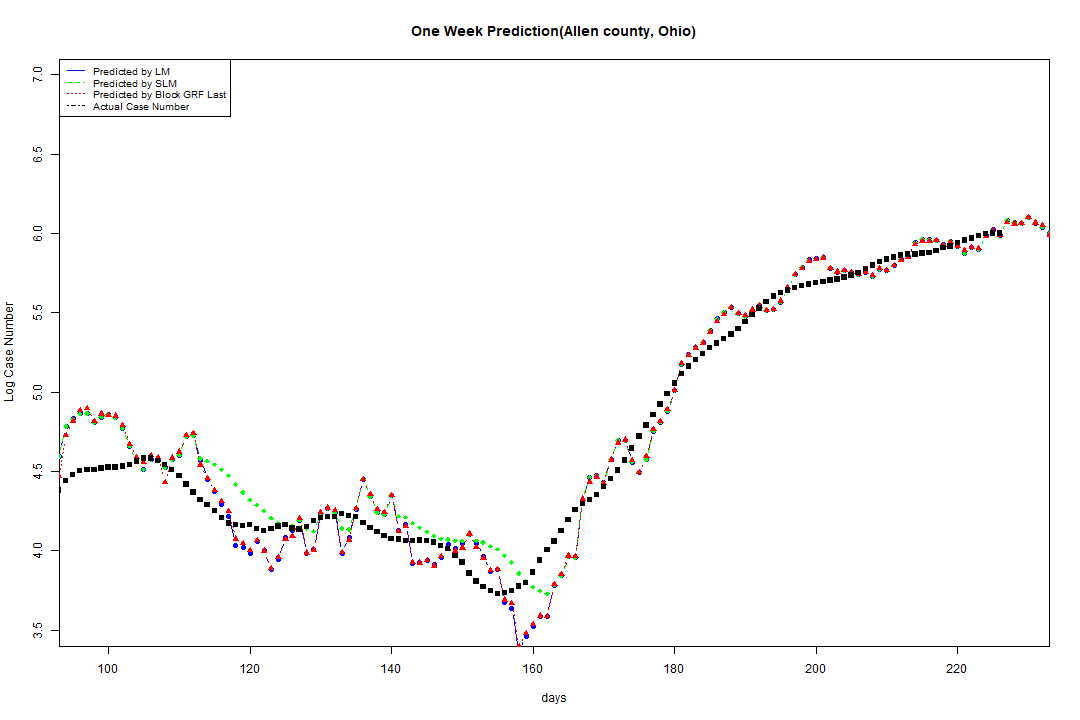 One Week Prediction(Allen county, Ohio)
Predicted by LM
Predicted by SLM
Predicted by Block GRF Last
Actual Case Number
7.0
6.5
6.0
5.5
5.0
4.5
4.0
3.5
Log Case Number
100 120 140 160 180 200 220
days